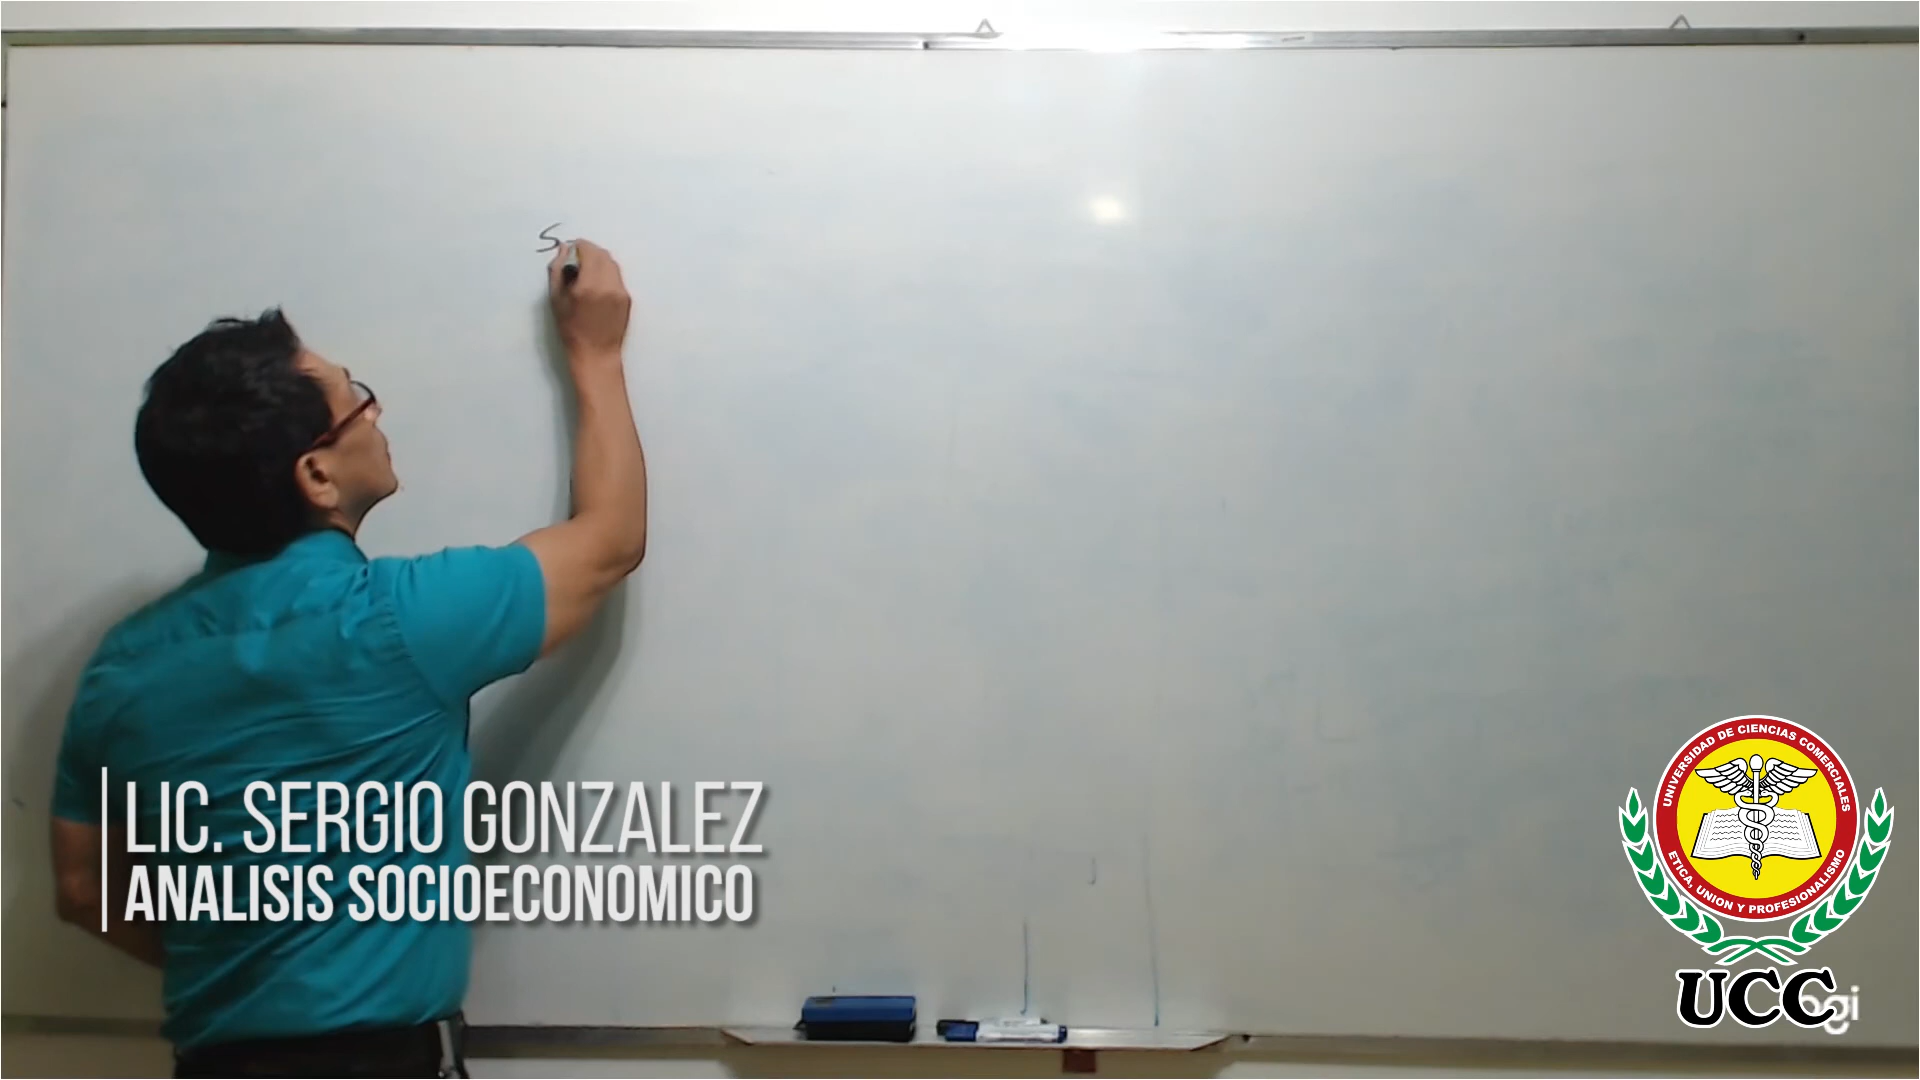 S
LIC. SERGIO GONZALEZ
ANALISIS SOCIOECONOMICO
UNIVERSIDAD DE CIENCIAS COMERCIALES
ETICA, UNION Y PROFESIONALISMO
UCC